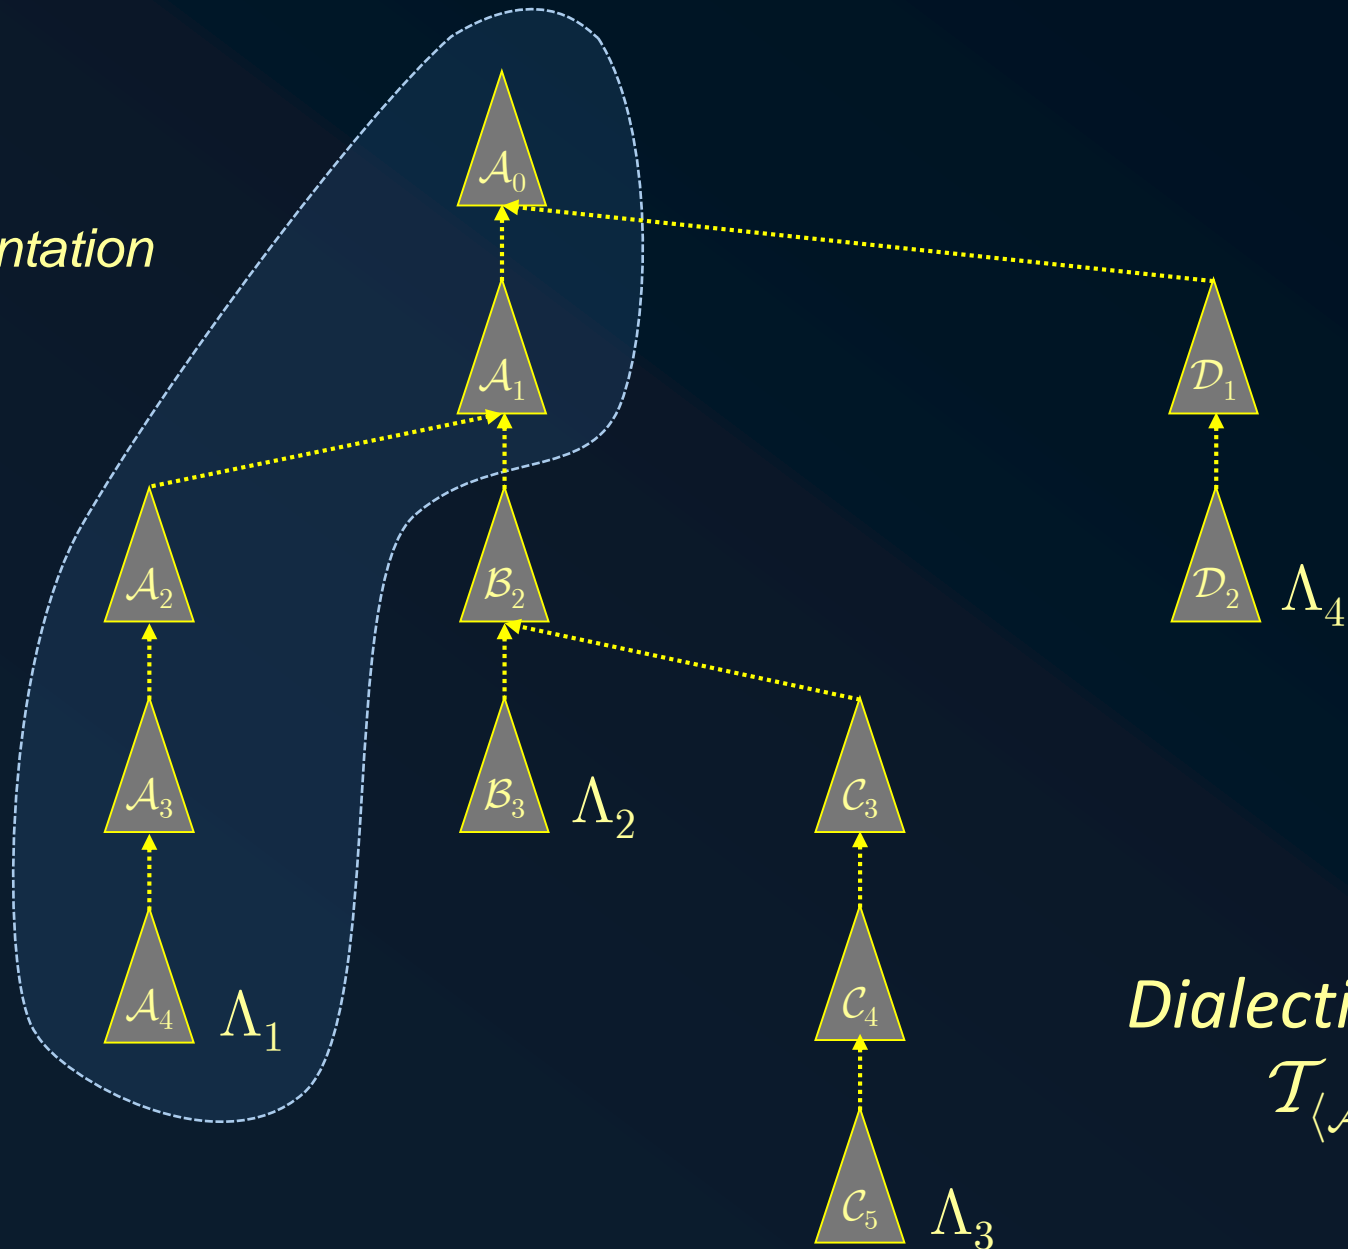 𝒜₀
ntation
𝒜₁
𝒟₁
𝒜₂
ℬ₂
𝒟₂ Λ₄
𝒜₃
ℬ₃ Λ₂
𝒞₃
𝒜₄ Λ₁
𝒞₄
Dialecti
𝒯⟨𝒜
𝒞₅ Λ₃